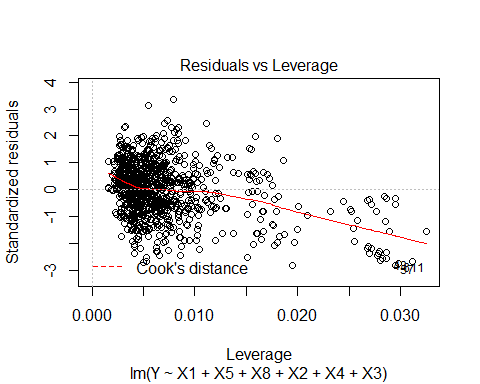 Residuals vs Leverage
Standardized residuals
4
3
2
1
0
-1
-3
Cook's distance
0.000
0.010
0.020
0.030
Leverage
lm(Y ~ X1 + X5 + X8 + X2 + X4 + X3)